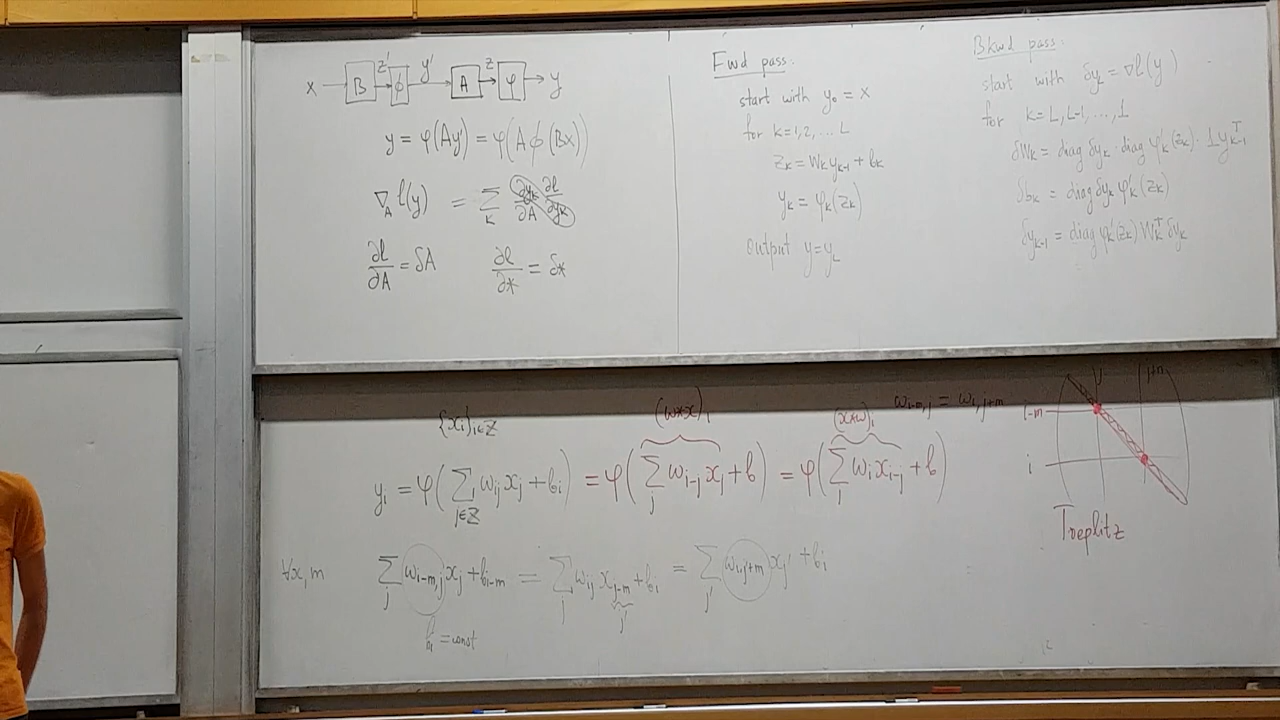 x B z' ϕ y' A z φ y
y = φ(Ay') = φ(A ϕ (Bx))
∇_A l(y) = Σ_k ∂y_k/∂A ∂l/∂y_k
∂l/∂A = δA ∂l/∂* = δ*
Fwd pass:
start with y_0 = x
for k=1,2,...L
z_k = W_k y_{k-1} + b_k
y_k = φ_k(z_k)
output y=y_L
Bkwd pass:
start with δy_L = ∇l(y)
for k=L,L-1,...,1
δW_k = diag δy_k · diag φ'_k(z_k) · 1y^T_{k-1}
δb_k = diag δy_k φ'_k(z_k)
δy_{k-1} = diag φ'_k(z_k) W_k^T δy_k
{x_i}_{i∈Z} (w*x)_i (x*w)_i w_{i-m,j} = w_{i,j+m}
y_i = φ(Σ_{j∈Z} w_{ij} x_j + b_i) = φ(Σ_j w_{i-j} x_j + b) = φ(Σ_j w_i x_{i-j} + b)
∀x,m Σ_j w_{i-m,j} x_j + b_{i-m} = Σ_j w_{ij} x_{j-m} + b_i = Σ_{j'} w_{i,j'+m} x_{j'} + b_i
j'
b_i = const
j j+m
i-m
i
Toeplitz